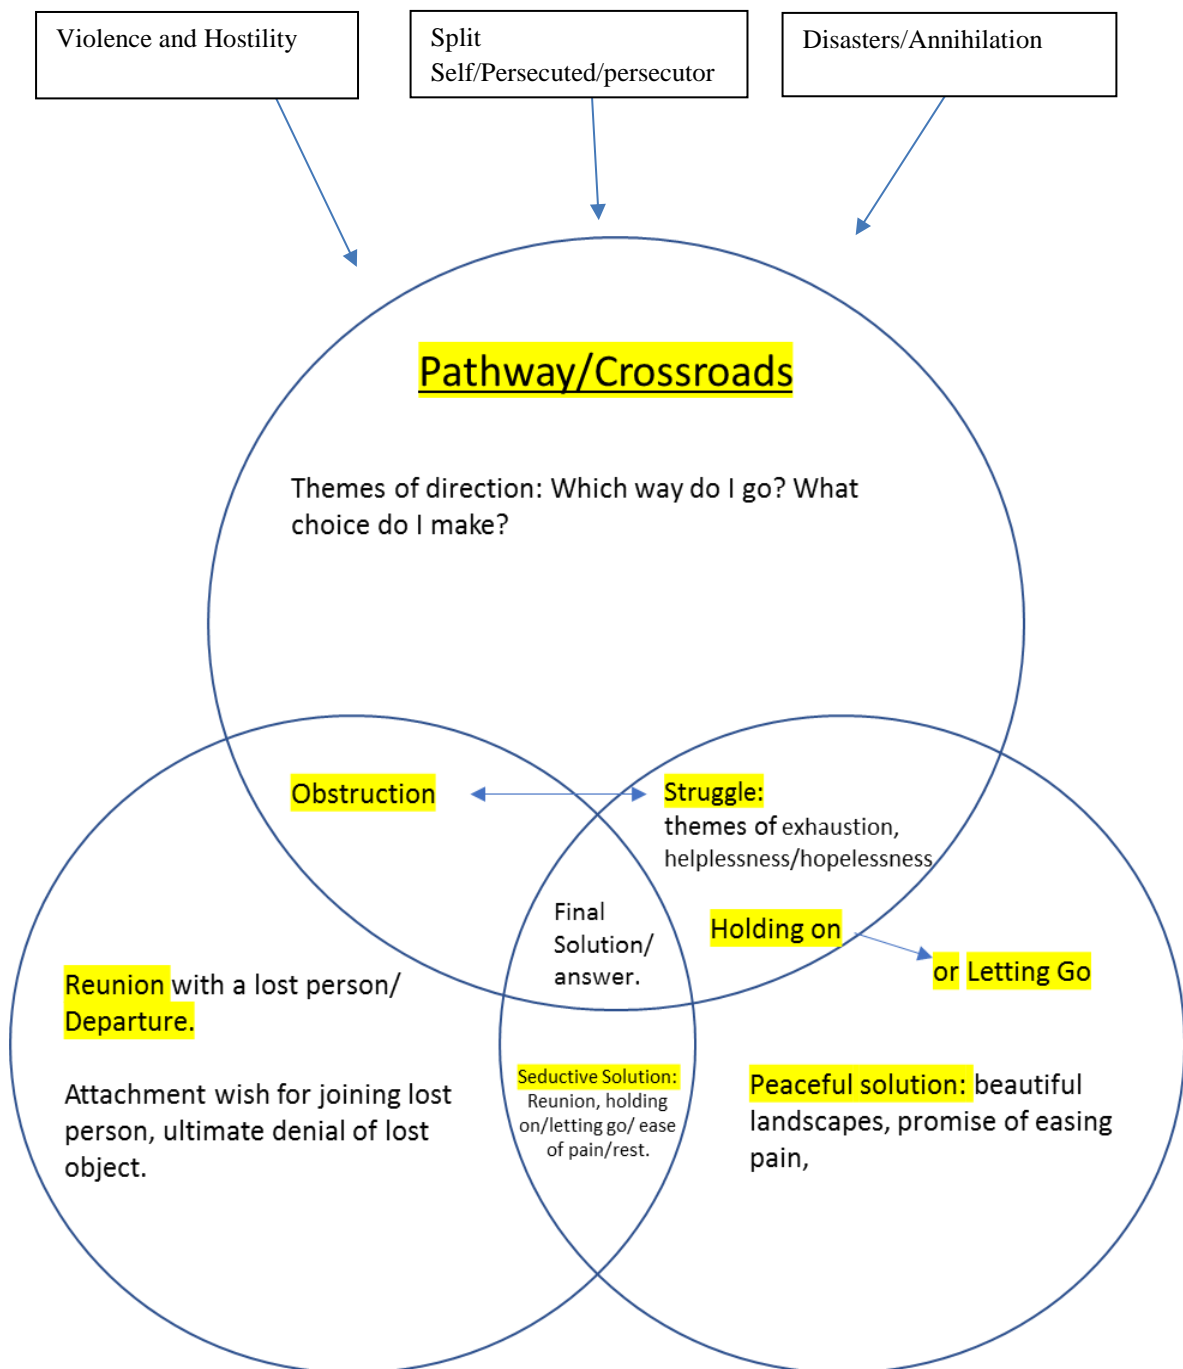 Violence and Hostility
Split
Self/Persecuted/persecutor
Disasters/Annihilation
Pathway/Crossroads
Themes of direction: Which way do I go? What
choice do I make?
Obstruction
Struggle:
themes of exhaustion,
helplessness/hopelessness
Final
Solution/
answer.
Holding on
or Letting Go
Reunion with a lost person/
Departure.
Attachment wish for joining lost
person, ultimate denial of lost
object.
Seductive Solution:
Reunion, holding
on/letting go/ ease
of pain/rest.
Peaceful solution: beautiful
landscapes, promise of easing
pain,